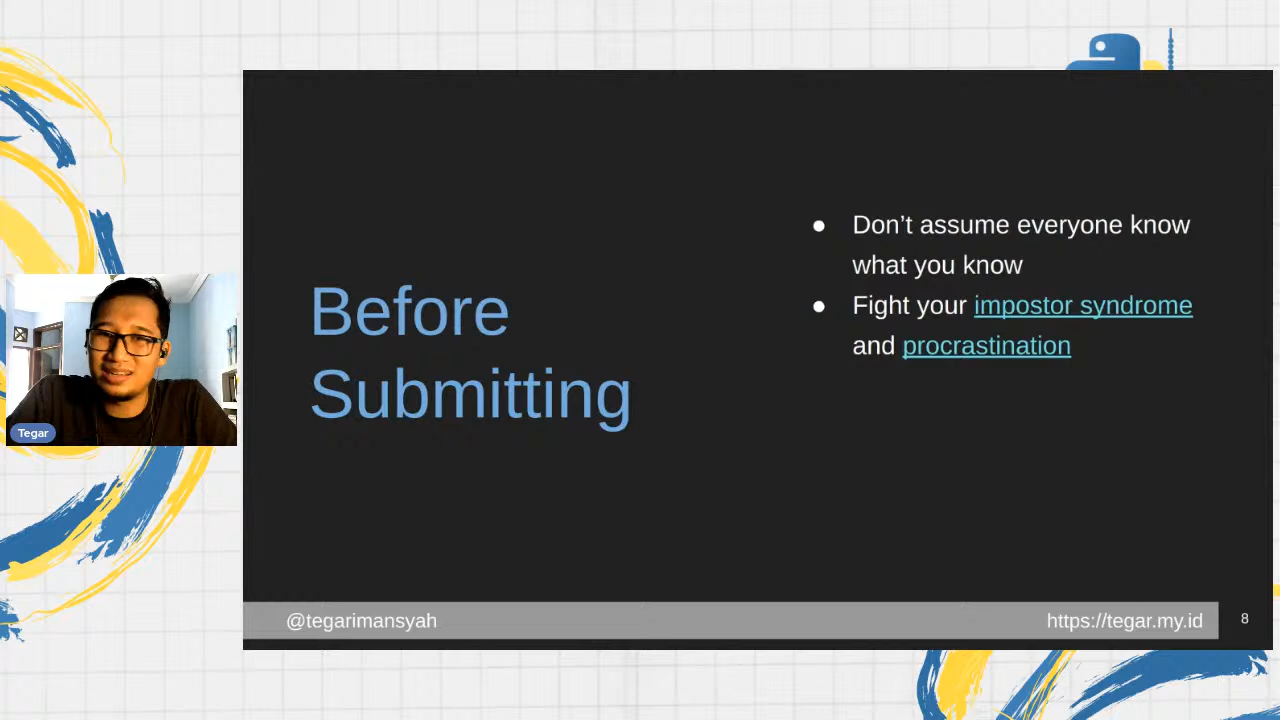 Before
Submitting
● Don’t assume everyone know
what you know
● Fight your impostor syndrome
and procrastination
Tegar
@tegarimansyah
https://tegar.my.id
8